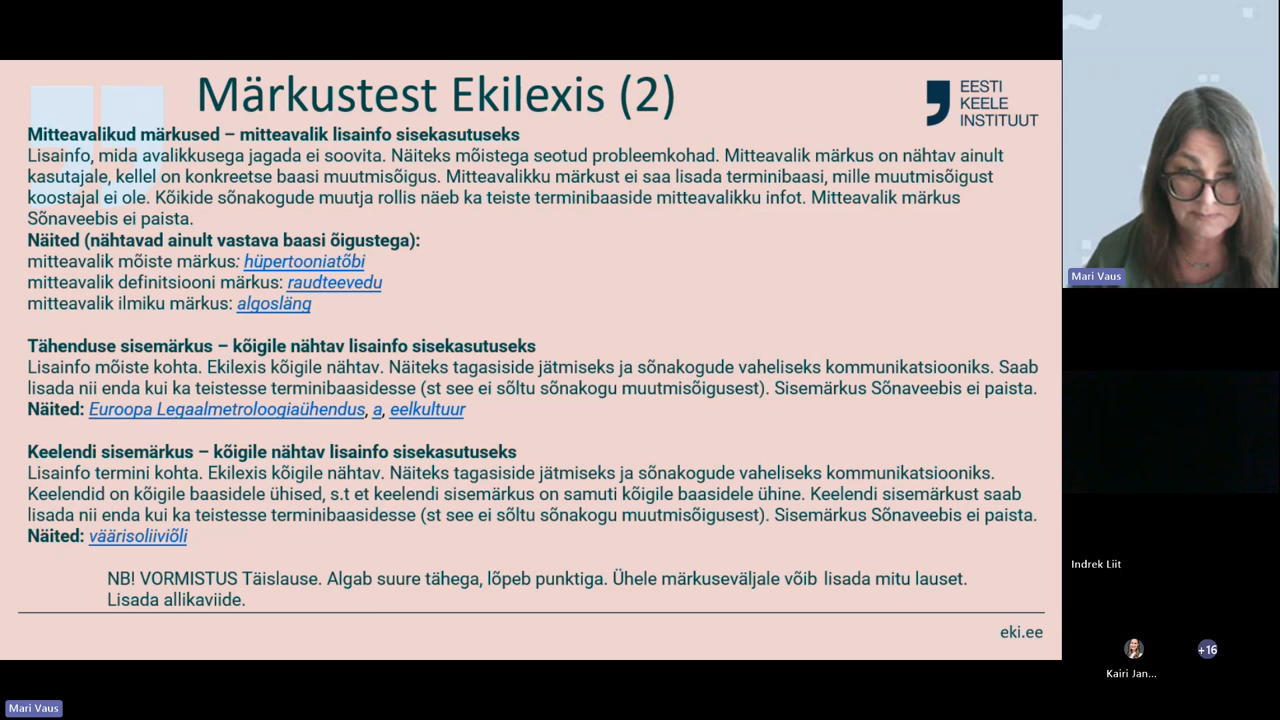 Märkustest Ekilexis (2)
EESTI
KEELE
INSTITUUT
Mitteavalikud märkused – mitteavalik lisainfo sisekasutuseks
Lisainfo, mida avalikkusega jagada ei soovita. Näiteks mõistega seotud probleemkohad. Mitteavalik märkus on nähtav ainult
kasutajale, kellel on konkreetse baasi muutmisõigus. Mitteavalikku märkust ei saa lisada terminibaasi, mille muutmisõigust
koostajal ei ole. Kõikide sõnakogude muutja rollis näeb ka teiste terminibaaside mitteavalikku infot. Mitteavalik märkus
Sõnaveebis ei paista.
Näited (nähtavad ainult vastava baasi õigustega):
mitteavalik mõiste märkus: hüpertooniatõbi
mitteavalik definitsiooni märkus: raudteevedu
mitteavalik ilmiku märkus: algosläng
Tähenduse sisemärkus – kõigile nähtav lisainfo sisekasutuseks
Lisainfo mõiste kohta. Ekilexis kõigile nähtav. Näiteks tagasiside jätmiseks ja sõnakogude vaheliseks kommunikatsiooniks. Saab
lisada nii enda kui ka teistesse terminibaasidesse (st see ei sõltu sõnakogu muutmisõigusest). Sisemärkus Sõnaveebis ei paista.
Näited: Euroopa Legaalmetroloogiaühendus, a, eelkultuur
Keelendi sisemärkus – kõigile nähtav lisainfo sisekasutuseks
Lisainfo termini kohta. Ekilexis kõigile nähtav. Näiteks tagasiside jätmiseks ja sõnakogude vaheliseks kommunikatsiooniks.
Keelendid on kõigile baasidele ühised, s.t et keelendi sisemärkus on samuti kõigile baasidele ühine. Keelendi sisemärkust saab
lisada nii enda kui ka teistesse terminibaasidesse (st see ei sõltu sõnakogu muutmisõigusest). Sisemärkus Sõnaveebis ei paista.
Näited: väärisoliiviõli
NB! VORMISTUS Täislause. Algab suure tähega, lõpeb punktiga. Ühele märkuseväljale võib lisada mitu lauset.
Lisada allikaviide.
eki.ee
Mari Vaus
Indrek Liit
+16
Kairi Jan...
Mari Vaus